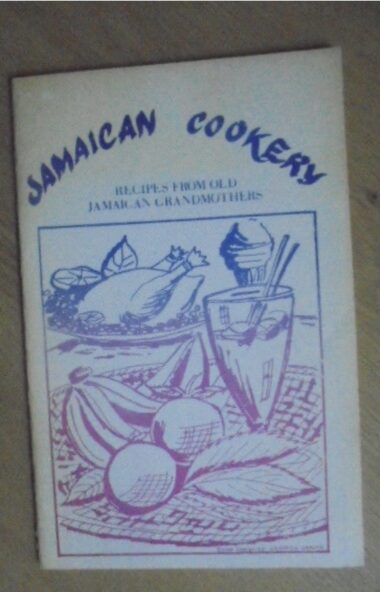 JAMAICAN COOKERY
RECIPES FROM OLD
JAMAICAN GRANDMOTHERS